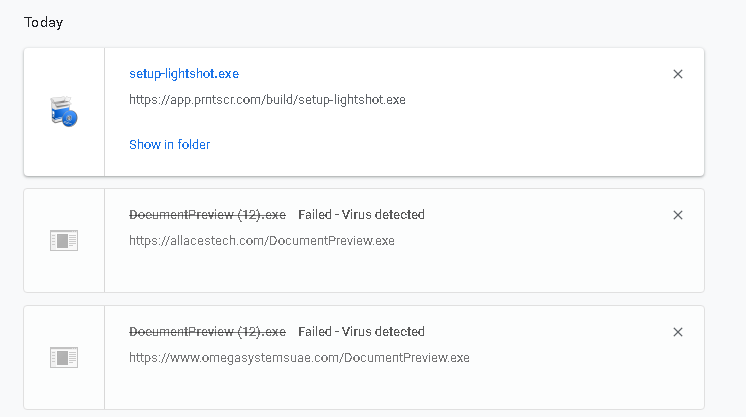 Today
setup-lightshot.exe
https://app.prntscr.com/build/setup-lightshot.exe
Show in folder
DocumentPreview (12).exe Failed - Virus detected
https://allacestech.com/DocumentPreview.exe
DocumentPreview (12).exe Failed - Virus detected
https://www.omegasystemsuae.com/DocumentPreview.exe